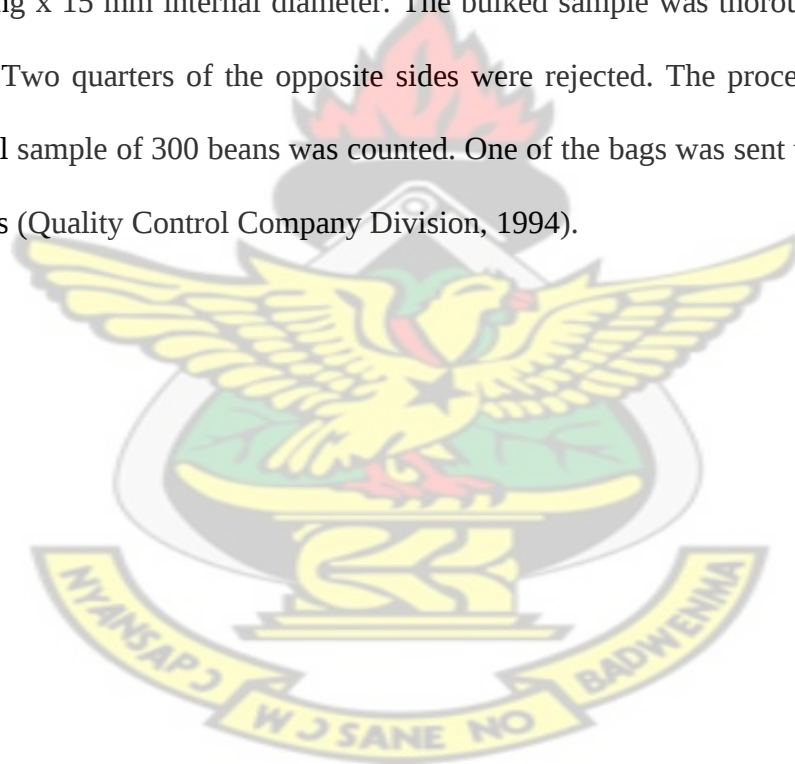 ng x 15 mm internal diameter. The bulked sample was thorou
Two quarters of the opposite sides were rejected. The proce
l sample of 300 beans was counted. One of the bags was sent
s (Quality Control Company Division, 1994).
NYANSAPƆ
WƆ SANE NO
BADWENMA